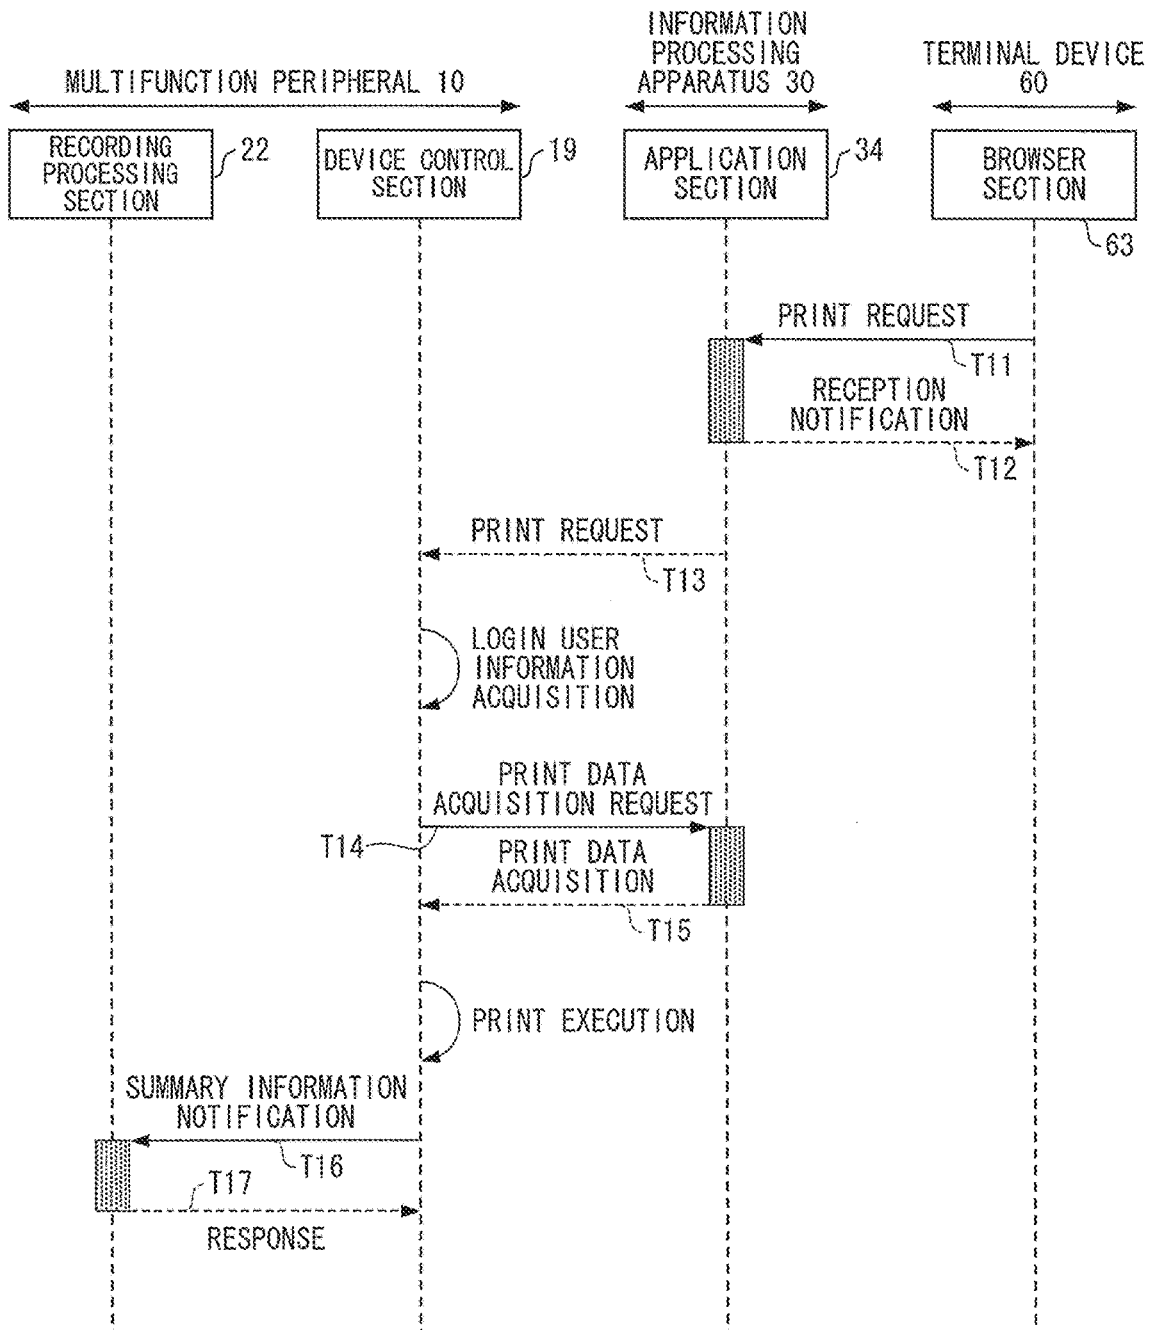 MULTIFUNCTION PERIPHERAL 10
INFORMATION
PROCESSING
APPARATUS 30
TERMINAL DEVICE
60
RECORDING
PROCESSING
SECTION
22
DEVICE CONTROL
SECTION
19
APPLICATION
SECTION
34
BROWSER
SECTION
63
PRINT REQUEST
T11
RECEPTION
NOTIFICATION
T12
PRINT REQUEST
T13
LOGIN USER
INFORMATION
ACQUISITION
PRINT DATA
ACQUISITION REQUEST
T14
PRINT DATA
ACQUISITION
T15
PRINT EXECUTION
SUMMARY INFORMATION
NOTIFICATION
T16
T17
RESPONSE